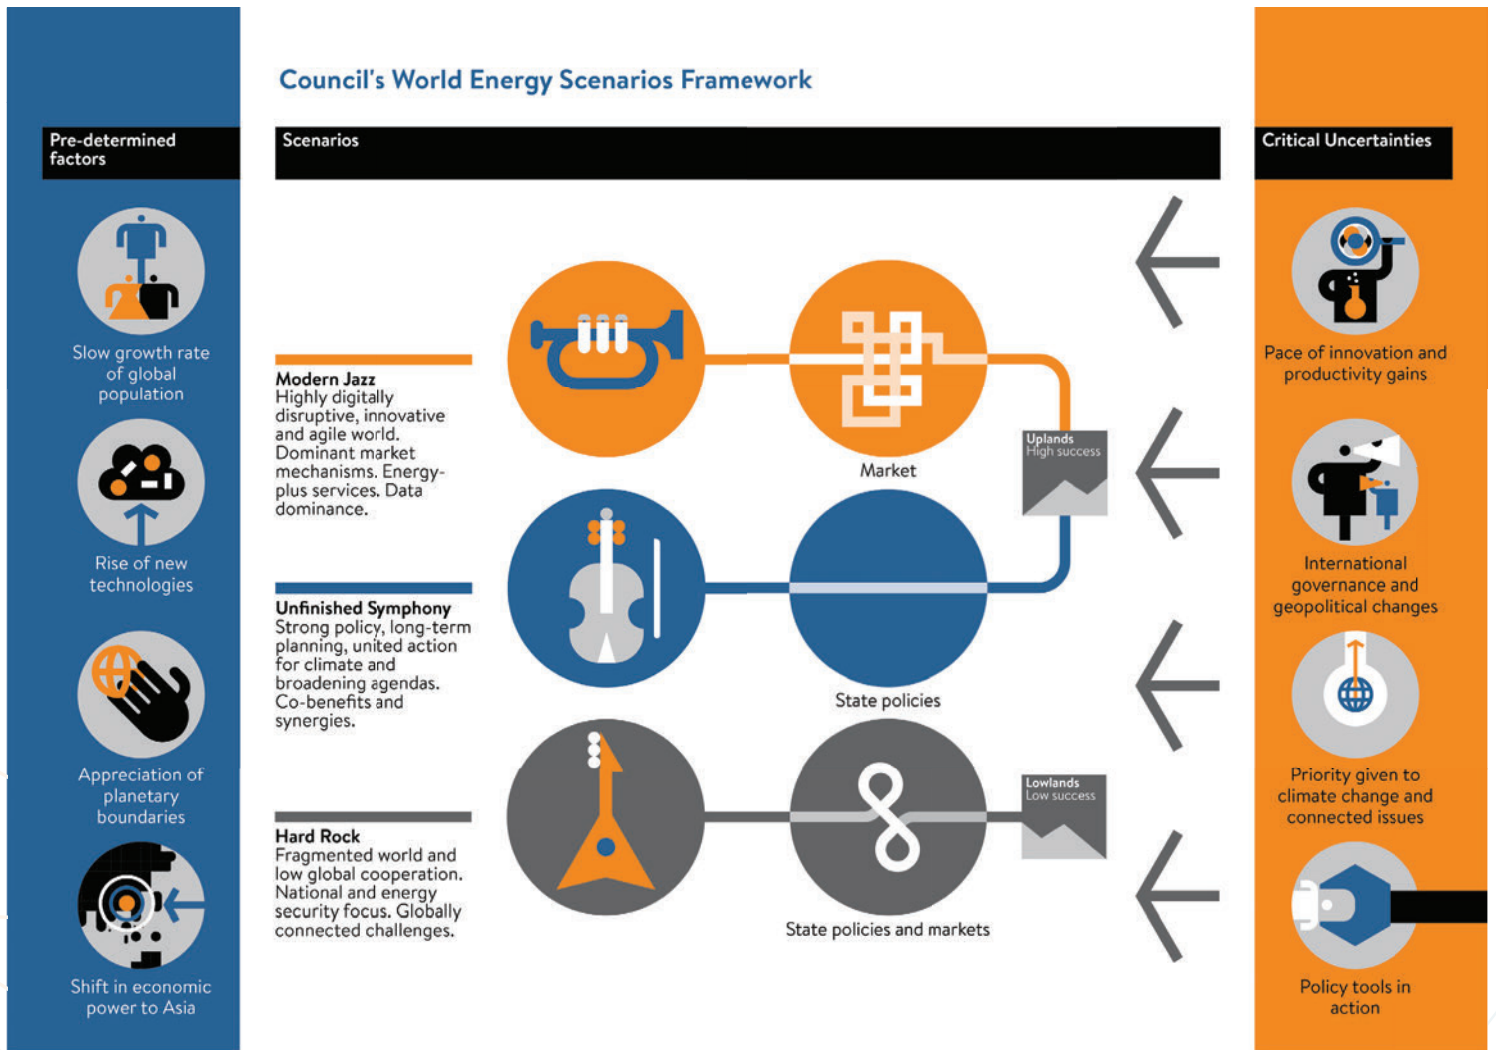 Council's World Energy Scenarios Framework
Pre-determined
factors
Slow growth rate
of global
population
Rise of new
technologies
Appreciation of
planetary
boundaries
Shift in economic
power to Asia
Scenarios
Modern Jazz
Highly digitally
disruptive, innovative
and agile world.
Dominant market
mechanisms. Energy-
plus services. Data
dominance.
Market
Unfinished Symphony
Strong policy, long-term
planning, united action
for climate and
broadening agendas.
Co-benefits and
synergies.
State policies
Uplands
High success
Hard Rock
Fragmented world and
low global cooperation.
National and energy
security focus. Globally
connected challenges.
State policies and markets
Lowlands
Low success
Critical Uncertainties
Pace of innovation and
productivity gains
International
governance and
geopolitical changes
Priority given to
climate change and
connected issues
Policy tools in
action